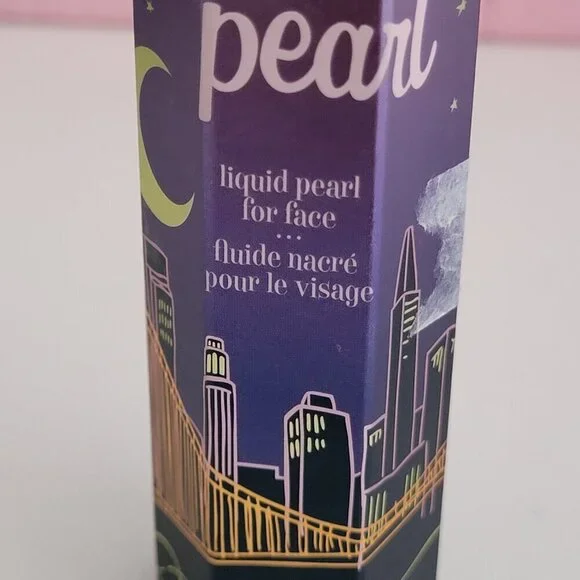 pearl
liquid pearl
for face
...
fluide nacré
pour le visage